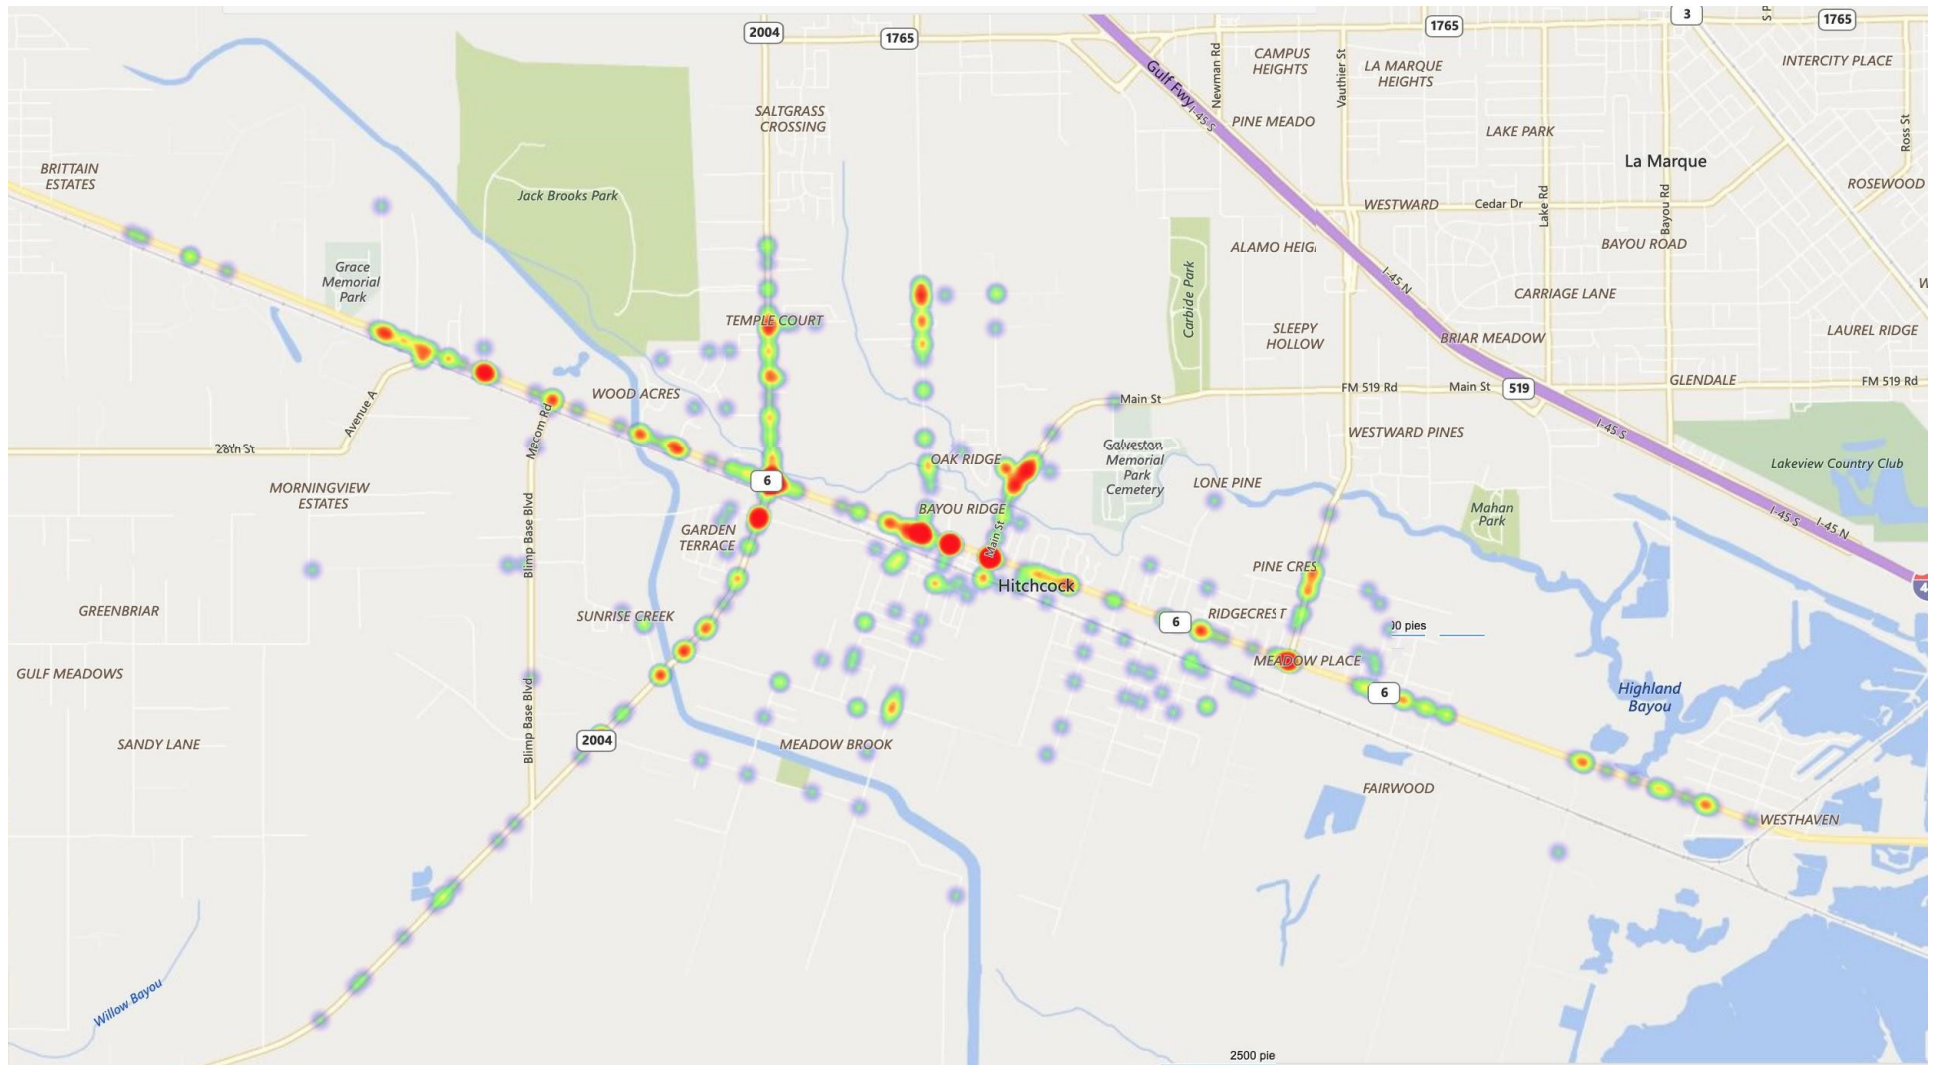 2004
1765
1765
3
1765
Gulf Fwy
I-45 S
Newman Rd
CAMPUS
HEIGHTS
Vauthier St
LA MARQUE
HEIGHTS
INTERCITY PLACE
SALTGRASS
CROSSING
PINE MEADO
LAKE PARK
Ross St
La Marque
BRITTAIN
ESTATES
Jack Brooks Park
WESTWARD
Cedar Dr
Lake Rd
Bayou Rd
ROSEWOOD
ALAMO HEIG
BAYOU ROAD
Grace
Memorial
Park
Carbide Park
I-45 N
CARRIAGE LANE
TEMPLE COURT
SLEEPY
HOLLOW
BRIAR MEADOW
LAUREL RIDGE
WOOD ACRES
Main St
FM 519 Rd
Main St
519
GLENDALE
FM 519 Rd
Avenue A
Mecom Rd
28th St
I-45 S
WESTWARD PINES
Galveston
Memorial
Park
Cemetery
OAK RIDGE
LONE PINE
Lakeview Country Club
MORNINGVIEW
ESTATES
6
BAYOU RIDGE
Mahan
Park
I-45 S
I-45 N
GARDEN
TERRACE
Blimp Base Blvd
Main St
Hitchcock
PINE CRES
GREENBRIAR
SUNRISE CREEK
6
RIDGECREST
00 pies
GULF MEADOWS
MEADOW PLACE
6
Highland
Bayou
Blimp Base Blvd
SANDY LANE
2004
MEADOW BROOK
FAIRWOOD
WESTHAVEN
Willow Bayou
2500 pie